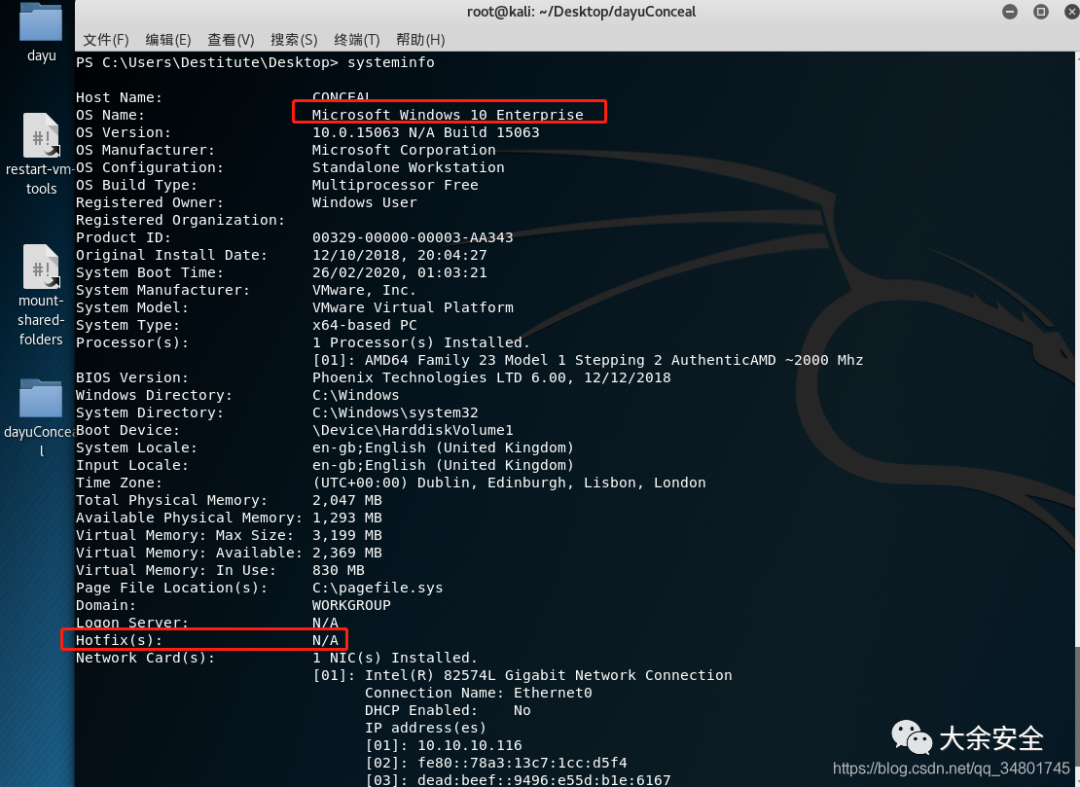 root@kali: ~/Desktop/dayuConceal
文件(F) 编辑(E) 查看(V) 搜索(S) 终端(T) 帮助(H)
dayu
restart-vm-
tools
mount-
shared-
folders
dayuConcea
l
PS C:\Users\Destitute\Desktop> systeminfo
Host Name: CONCEAL
OS Name: Microsoft Windows 10 Enterprise
OS Version: 10.0.15063 N/A Build 15063
OS Manufacturer: Microsoft Corporation
OS Configuration: Standalone Workstation
OS Build Type: Multiprocessor Free
Registered Owner: Windows User
Registered Organization:
Product ID: 00329-00000-00003-AA343
Original Install Date: 12/10/2018, 20:04:27
System Boot Time: 26/02/2020, 01:03:21
System Manufacturer: VMware, Inc.
System Model: VMware Virtual Platform
System Type: x64-based PC
Processor(s): 1 Processor(s) Installed.
[01]: AMD64 Family 23 Model 1 Stepping 2 AuthenticAMD ~2000 Mhz
BIOS Version: Phoenix Technologies LTD 6.00, 12/12/2018
Windows Directory: C:\Windows
System Directory: C:\Windows\system32
Boot Device: \Device\HarddiskVolume1
System Locale: en-gb;English (United Kingdom)
Input Locale: en-gb;English (United Kingdom)
Time Zone: (UTC+00:00) Dublin, Edinburgh, Lisbon, London
Total Physical Memory: 2,047 MB
Available Physical Memory: 1,293 MB
Virtual Memory: Max Size: 3,199 MB
Virtual Memory: Available: 2,369 MB
Virtual Memory: In Use: 830 MB
Page File Location(s): C:\pagefile.sys
Domain: WORKGROUP
Logon Server: N/A
Hotfix(s): N/A
Network Card(s): 1 NIC(s) Installed.
[01]: Intel(R) 82574L Gigabit Network Connection
Connection Name: Ethernet0
DHCP Enabled: No
IP address(es)
[01]: 10.10.10.116
[02]: fe80::78a3:13c7:1cc:d5f4
[03]: dead:beef::9496:e55d:b1e:6167
大余安全
https://blog.csdn.net/qq_34801745